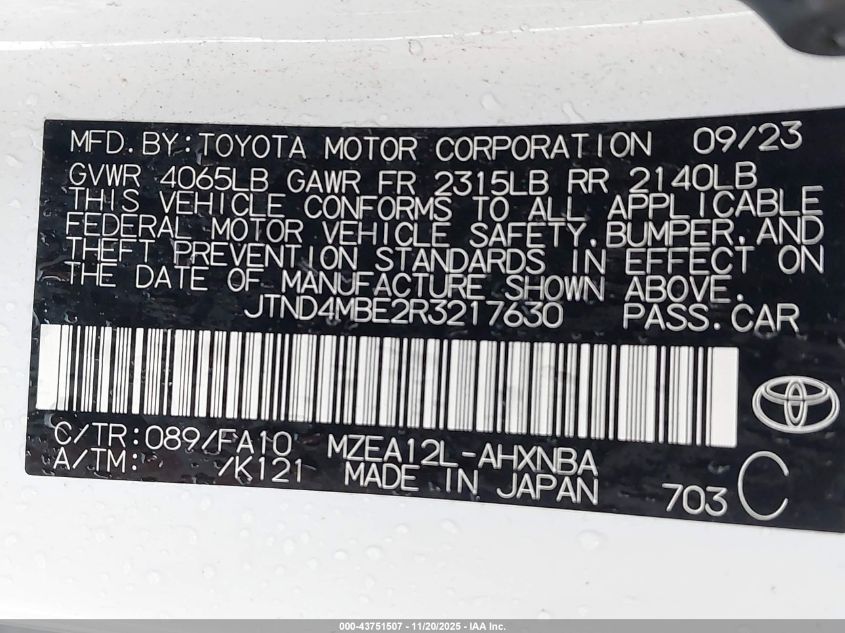 MFD. BY: TOYOTA MOTOR CORPORATION 09/23
GVWR 4065LB GAWR FR 2315LB RR 2140LB
THIS VEHICLE CONFORMS TO ALL APPLICABLE
FEDERAL MOTOR VEHICLE SAFETY, BUMPER, AND
THEFT PREVENTION STANDARDS IN EFFECT ON
THE DATE OF MANUFACTURE SHOWN ABOVE.
JTND4MBE2R3217630 PASS. CAR
C/TR:089/FA10 MZEA12L-AHXNBA
A/TM: /K121 MADE IN JAPAN 703 C
000-43751507 - 11/20/2025 - IAA Inc.